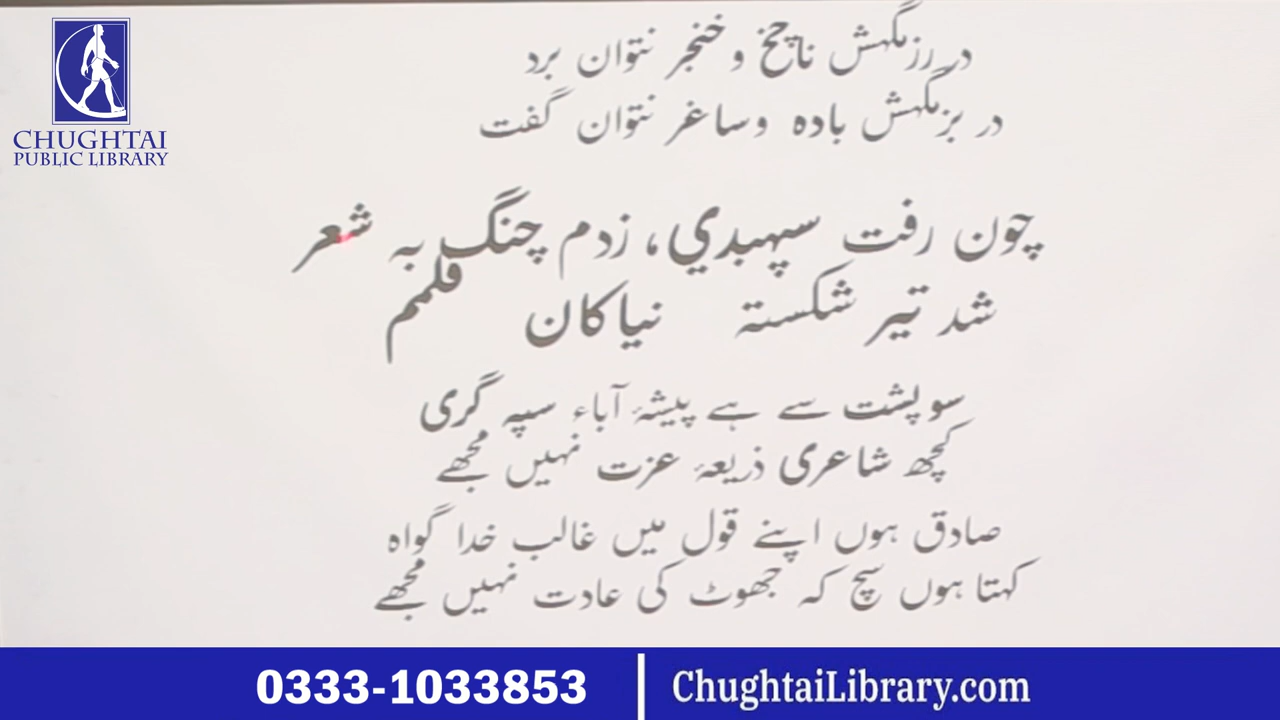 CHUGHTAI
PUBLIC LIBRARY
در رزمگہش ناچخ و خنجر نتوان برد
در بزمگہش بادہ وساغر نتوان گفت
چون رفت سپہبدي، زدم چنگ بہ شعر
شد تیر شکستہ نیاکان قلمم
سو پشت سے ہے پیشۂ آباء سپہ گری
کچھ شاعری ذریعۂ عزت نہیں مجھے
صادق ہوں اپنے قول میں غالب خدا گواہ
کہتا ہوں سچ کہ جھوٹ کی عادت نہیں مجھے
0333-1033853 | ChughtaiLibrary.com